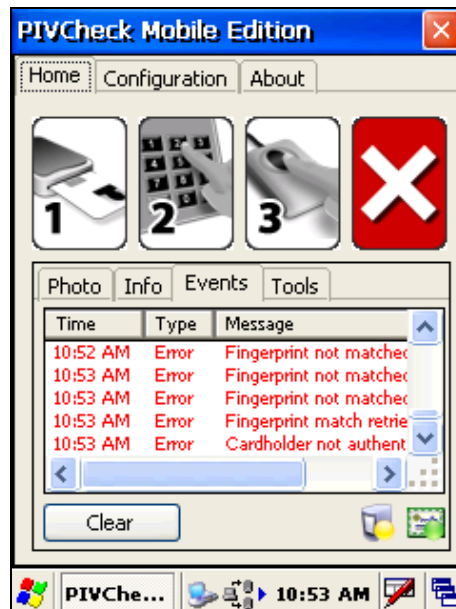 PIVCheck Mobile Edition
Home Configuration About
1 2 3
Photo Info Events Tools
Time Type Message
10:52 AM Error Fingerprint not matched
10:53 AM Error Fingerprint not matched
10:53 AM Error Fingerprint not matched
10:53 AM Error Fingerprint match retrie
10:53 AM Error Cardholder not authent
Clear
PIVChe... 10:53 AM